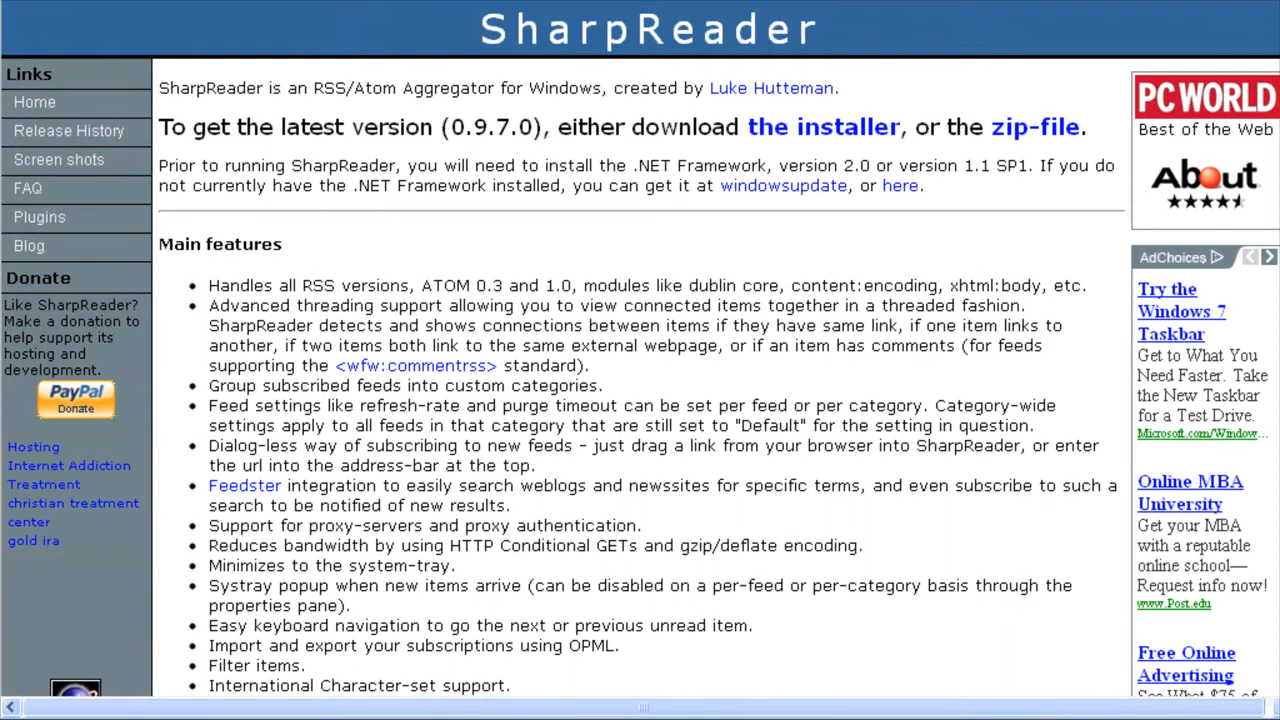 SharpReader
Links
Home
Release History
Screen shots
FAQ
Plugins
Blog
Donate
Like SharpReader?
Make a donation to
help support its
hosting and
development.
PayPal
Donate
Hosting
Internet Addiction
Treatment
christian treatment
center
gold ira
SharpReader is an RSS/Atom Aggregator for Windows, created by Luke Hutteman.
To get the latest version (0.9.7.0), either download the installer, or the zip-file.
Prior to running SharpReader, you will need to install the .NET Framework, version 2.0 or version 1.1 SP1. If you do
not currently have the .NET Framework installed, you can get it at windowsupdate, or here.
Main features
Handles all RSS versions, ATOM 0.3 and 1.0, modules like dublin core, content:encoding, xhtml:body, etc.
Advanced threading support allowing you to view connected items together in a threaded fashion.
SharpReader detects and shows connections between items if they have same link, if one item links to
another, if two items both link to the same external webpage, or if an item has comments (for feeds
supporting the <wfw:commentrss> standard).
Group subscribed feeds into custom categories.
Feed settings like refresh-rate and purge timeout can be set per feed or per category. Category-wide
settings apply to all feeds in that category that are still set to "Default" for the setting in question.
Dialog-less way of subscribing to new feeds - just drag a link from your browser into SharpReader, or enter
the url into the address-bar at the top.
Feedster integration to easily search weblogs and newssites for specific terms, and even subscribe to such a
search to be notified of new results.
Support for proxy-servers and proxy authentication.
Reduces bandwidth by using HTTP Conditional GETs and gzip/deflate encoding.
Minimizes to the system-tray.
Systray popup when new items arrive (can be disabled on a per-feed or per-category basis through the
properties pane).
Easy keyboard navigation to go the next or previous unread item.
Import and export your subscriptions using OPML.
Filter items.
International Character-set support.
PC WORLD
Best of the Web
About
AdChoices
Try the
Windows 7
Taskbar
Get to What You
Need Faster. Take
the New Taskbar
for a Test Drive.
Microsoft.com/Window...
Online MBA
University
Get your MBA
with a reputable
online school—
Request info now!
www.Post.edu
Free Online
Advertising
See What $75 of